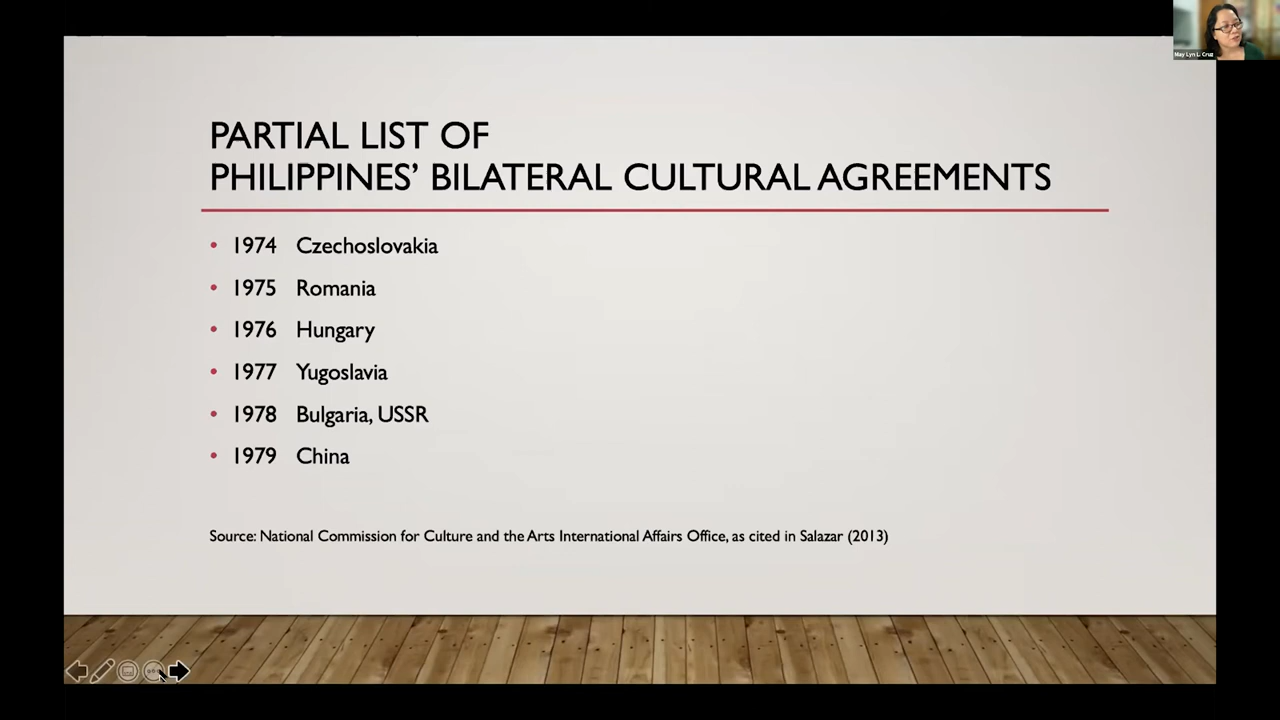 May Lyn L. Cruz
PARTIAL LIST OF
PHILIPPINES’ BILATERAL CULTURAL AGREEMENTS
• 1974 Czechoslovakia
• 1975 Romania
• 1976 Hungary
• 1977 Yugoslavia
• 1978 Bulgaria, USSR
• 1979 China
Source: National Commission for Culture and the Arts International Affairs Office, as cited in Salazar (2013)